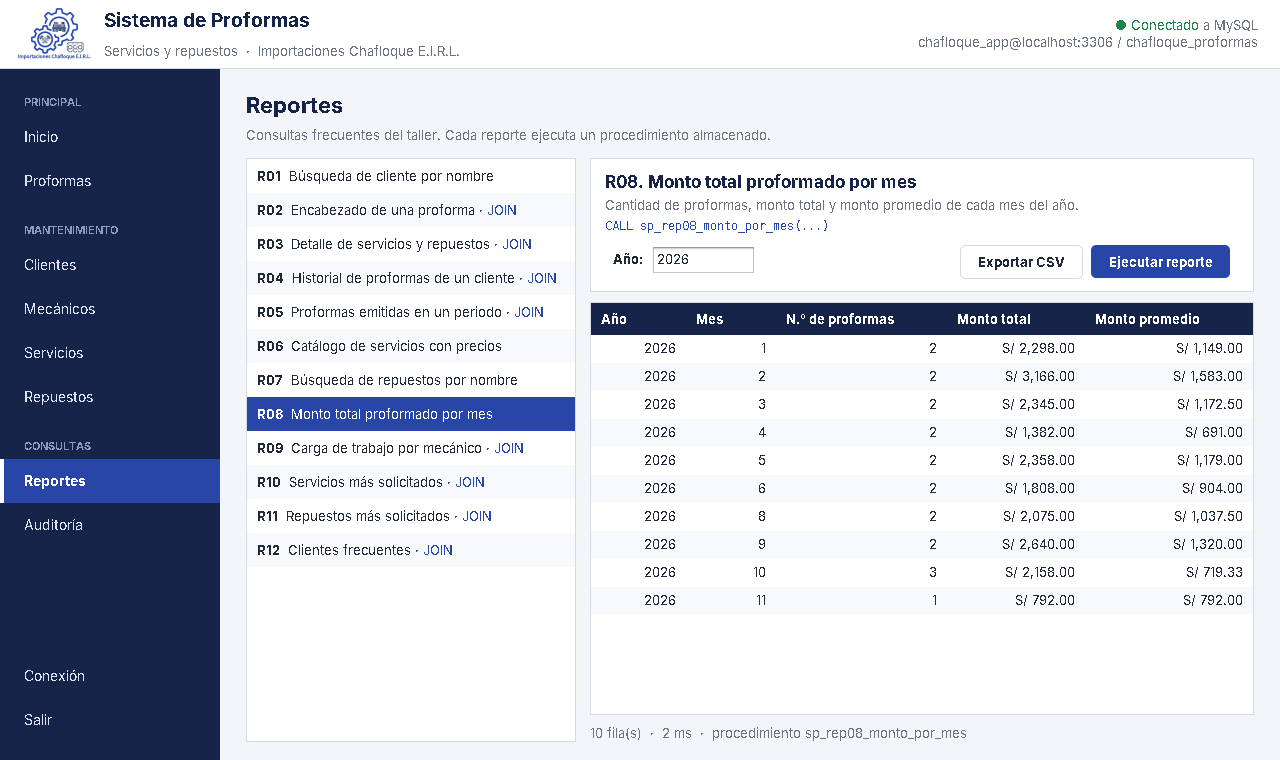 Importaciones Chafloque E.I.R.L.
Sistema de Proformas
Servicios y repuestos · Importaciones Chafloque E.I.R.L.
Conectado a MySQL
chafloque_app@localhost:3306 / chafloque_proformas
PRINCIPAL
Inicio
Proformas
MANTENIMIENTO
Clientes
Mecánicos
Servicios
Repuestos
CONSULTAS
Reportes
Auditoría
Conexión
Salir
Reportes
Consultas frecuentes del taller. Cada reporte ejecuta un procedimiento almacenado.
R01 Búsqueda de cliente por nombre
R02 Encabezado de una proforma · JOIN
R03 Detalle de servicios y repuestos · JOIN
R04 Historial de proformas de un cliente · JOIN
R05 Proformas emitidas en un periodo · JOIN
R06 Catálogo de servicios con precios
R07 Búsqueda de repuestos por nombre
R08 Monto total proformado por mes
R09 Carga de trabajo por mecánico · JOIN
R10 Servicios más solicitados · JOIN
R11 Repuestos más solicitados · JOIN
R12 Clientes frecuentes · JOIN
R08. Monto total proformado por mes
Cantidad de proformas, monto total y monto promedio de cada mes del año.
CALL sp_rep08_monto_por_mes(...)
Año: 2026 Exportar CSV Ejecutar reporte
Año Mes N.° de proformas Monto total Monto promedio
2026 1 2 S/ 2,298.00 S/ 1,149.00
2026 2 2 S/ 3,166.00 S/ 1,583.00
2026 3 2 S/ 2,345.00 S/ 1,172.50
2026 4 2 S/ 1,382.00 S/ 691.00
2026 5 2 S/ 2,358.00 S/ 1,179.00
2026 6 2 S/ 1,808.00 S/ 904.00
2026 8 2 S/ 2,075.00 S/ 1,037.50
2026 9 2 S/ 2,640.00 S/ 1,320.00
2026 10 3 S/ 2,158.00 S/ 719.33
2026 11 1 S/ 792.00 S/ 792.00
10 fila(s) · 2 ms · procedimiento sp_rep08_monto_por_mes